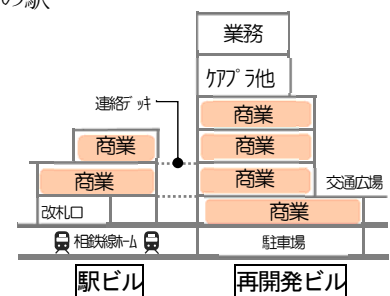 の駅
業務
ｹｱﾌﾟﾗ他
連絡ﾃﾞｯｷ
商業
商業
商業
商業
商業
交通広場
改札口
商業
相鉄線ﾎｰﾑ
駐車場
駅ビル
再開発ビル